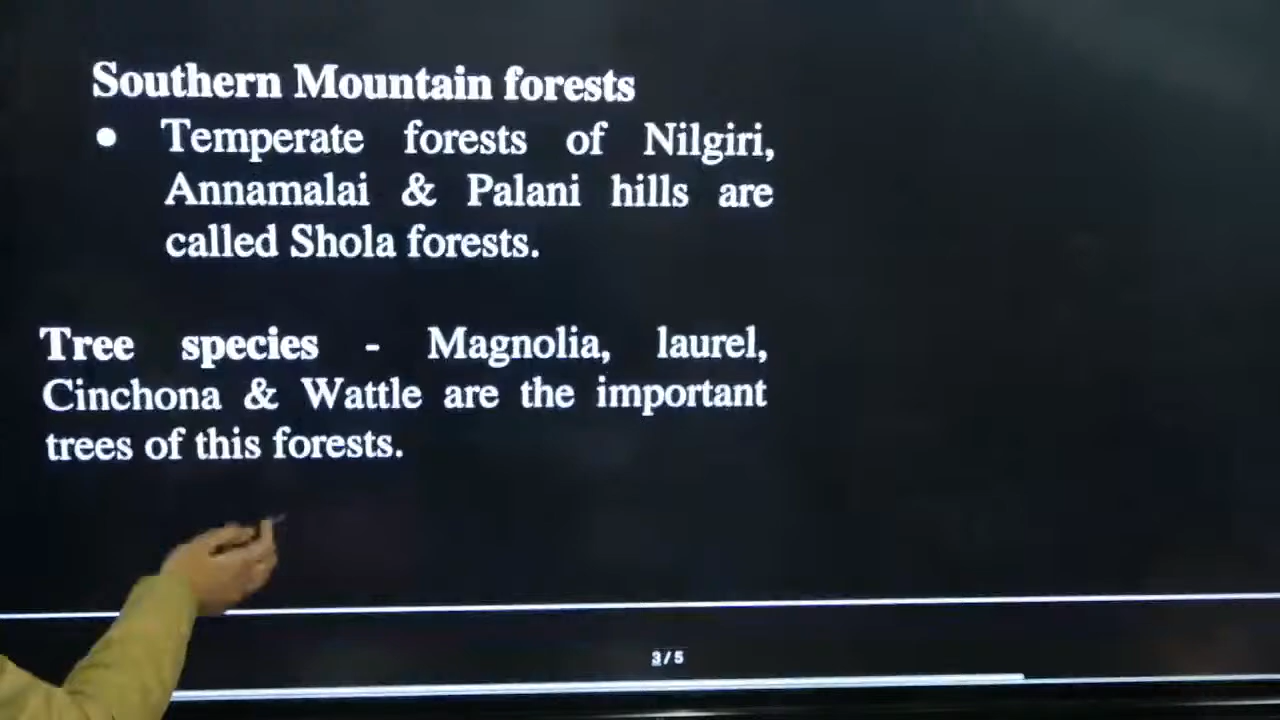 Southern Mountain forests
• Temperate forests of Nilgiri,
Annamalai & Palani hills are
called Shola forests.
Tree species - Magnolia, laurel,
Cinchona & Wattle are the important
trees of this forests.
3/5